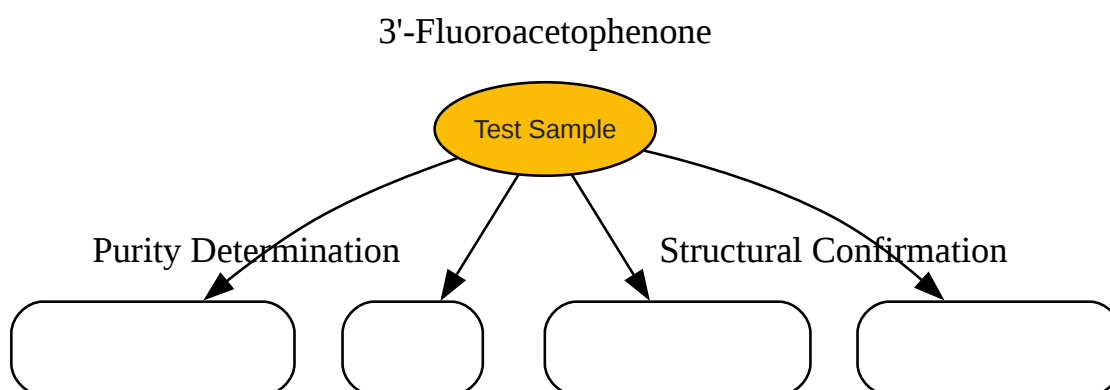 3'-Fluoroacetophenone
Test Sample
Purity Determination
Structural Confirmation